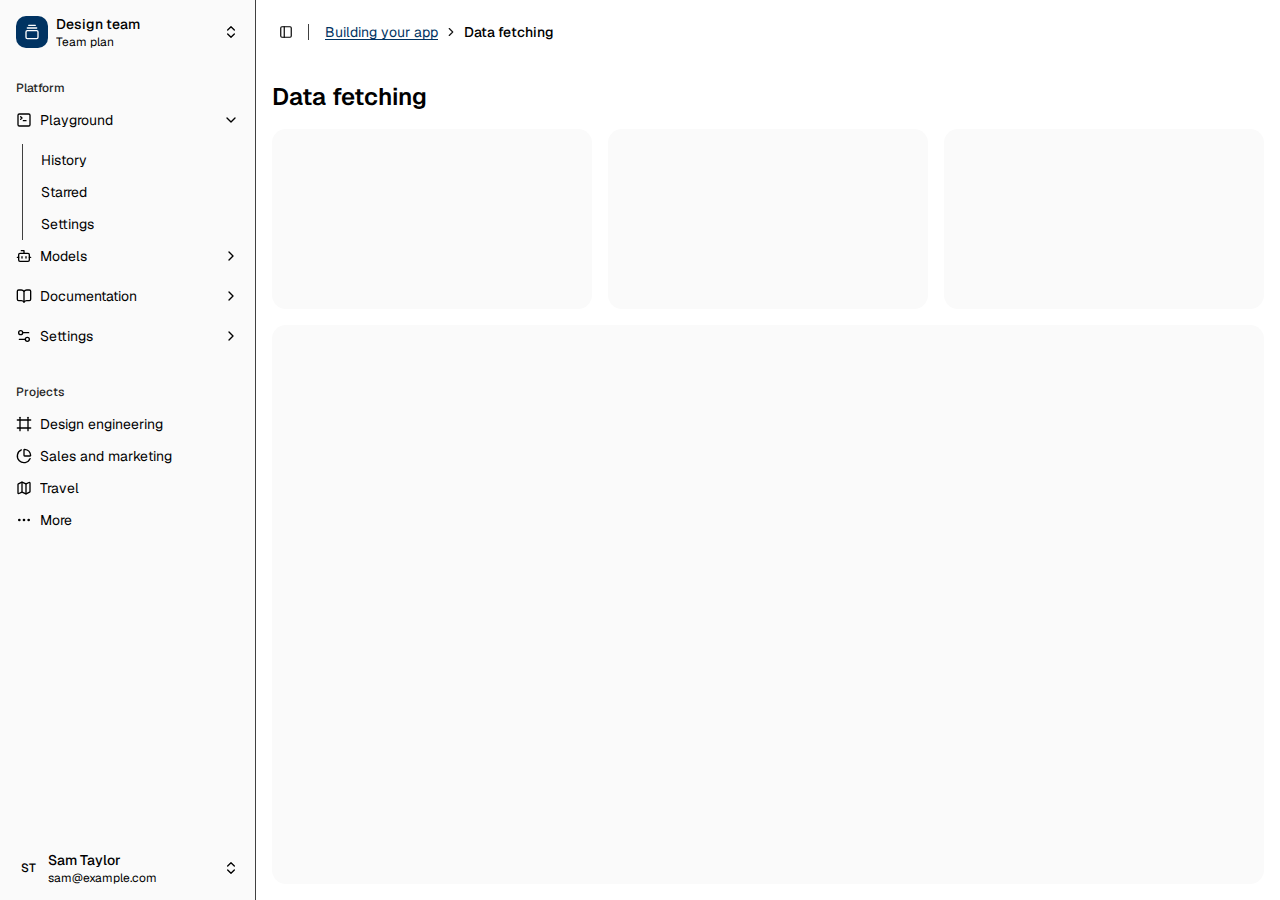 Design team
Team plan
Platform
Playground
History
Starred
Settings
Models
Documentation
Settings
Projects
Design engineering
Sales and marketing
Travel
More
ST
Sam Taylor
sam@example.com
Building your app
Data fetching
Data fetching